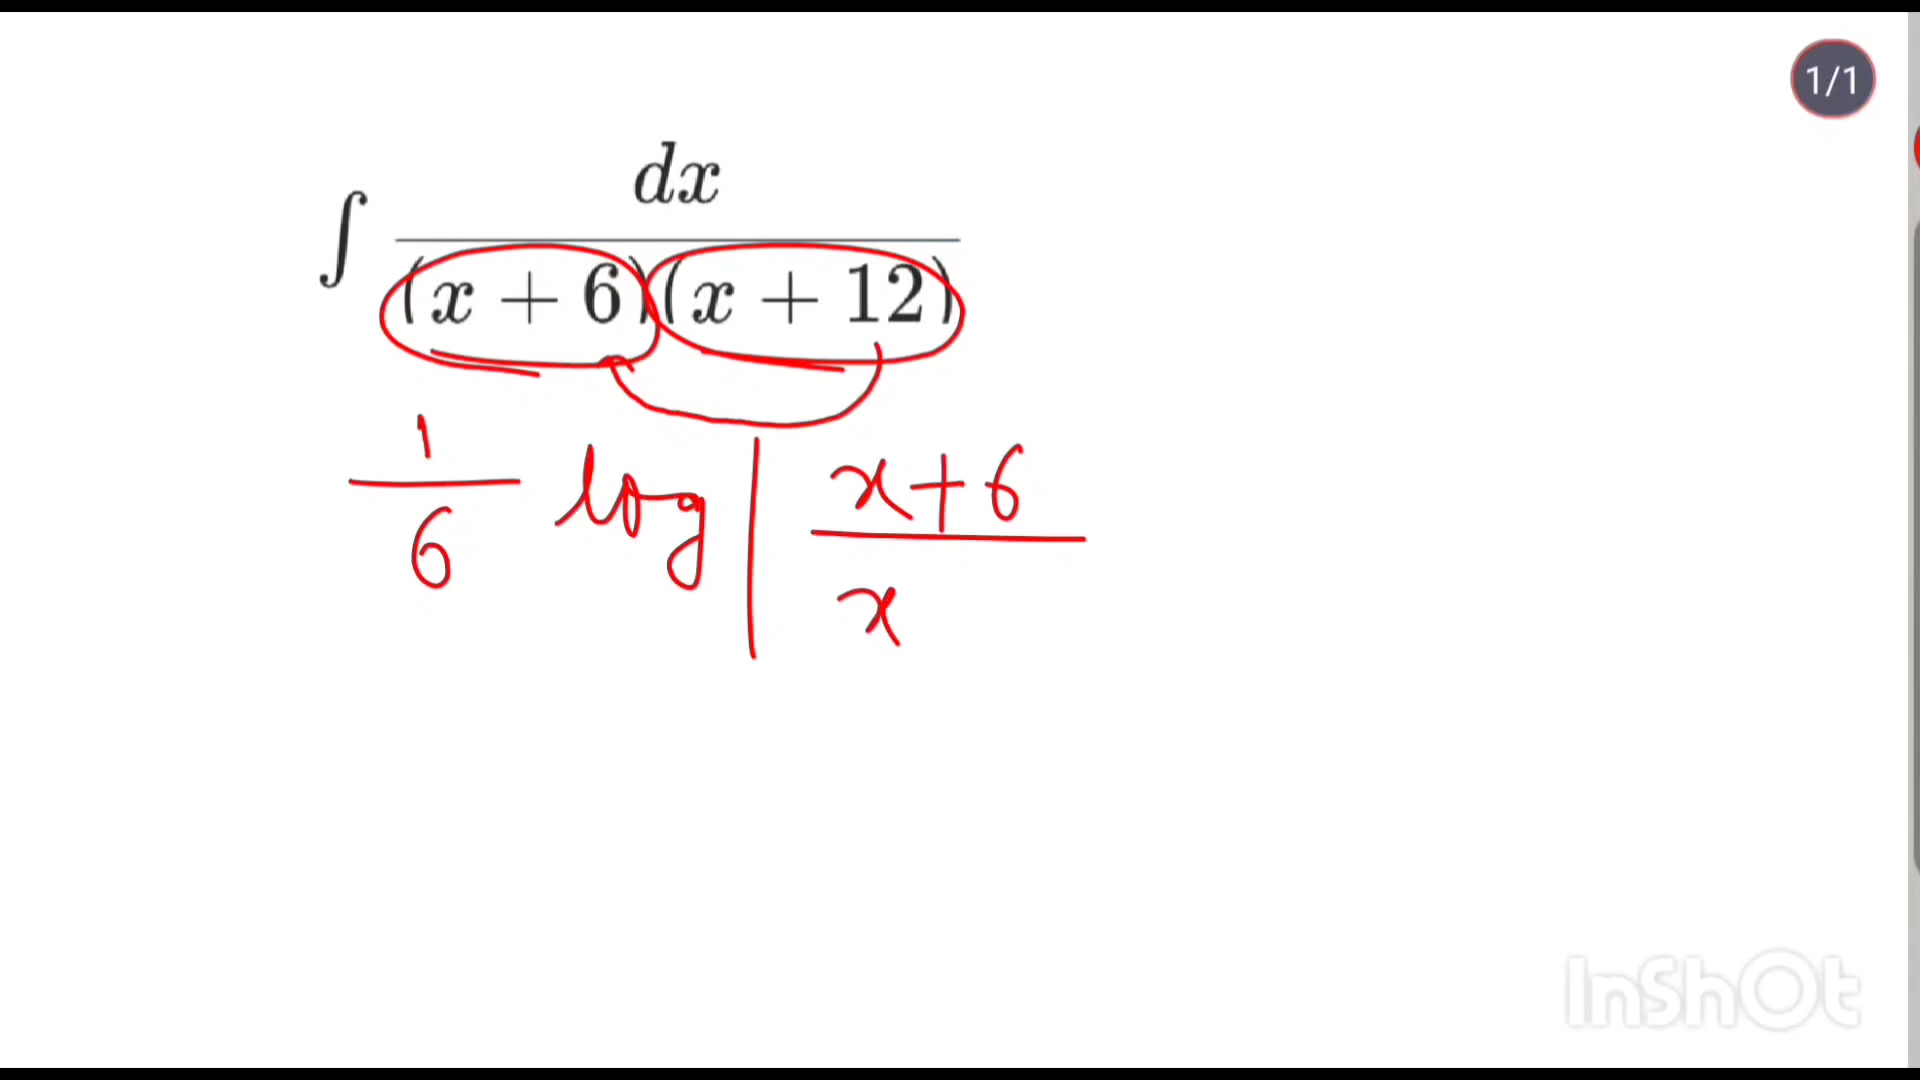 1/1
∫ dx / (x + 6)(x + 12)
1/6 log | x+6 / x
InShOt